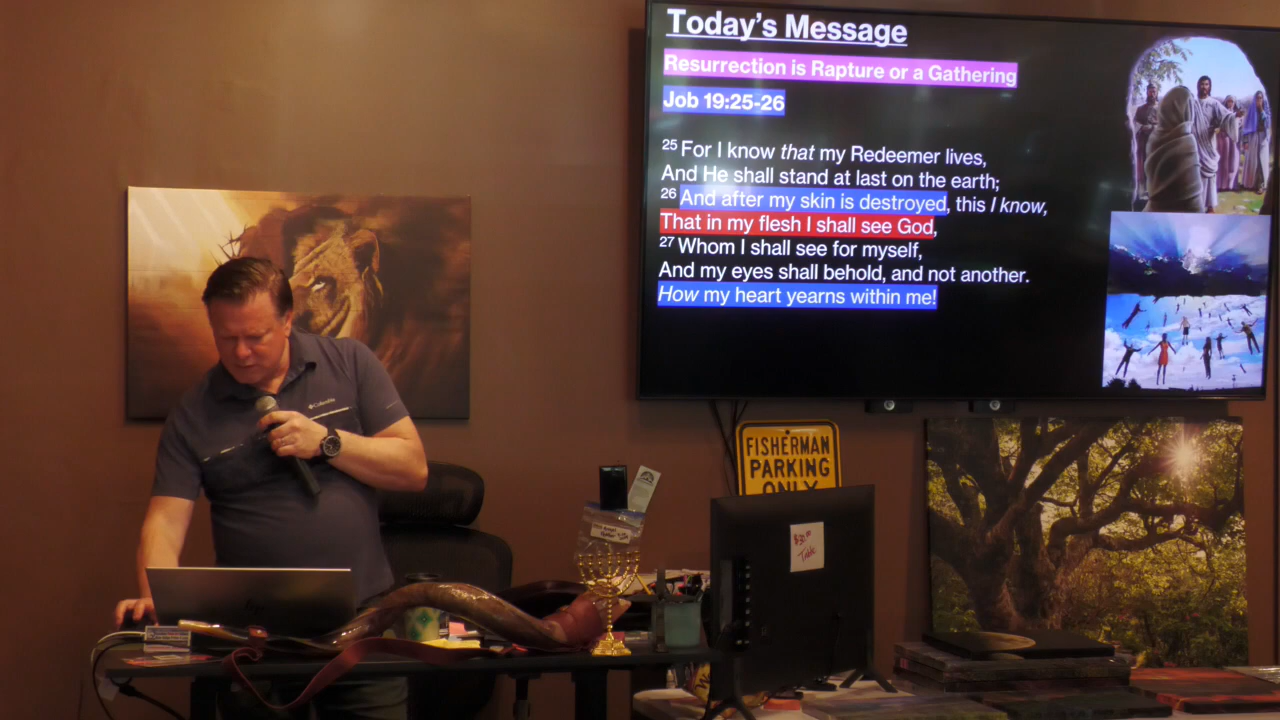 Today's Message
Resurrection is Rapture or a Gathering
Job 19:25-26
25 For I know that my Redeemer lives,
And He shall stand at last on the earth;
26 And after my skin is destroyed, this I know,
That in my flesh I shall see God,
27 Whom I shall see for myself,
And my eyes shall behold, and not another.
How my heart yearns within me!
Columbia
FISHERMAN
PARKING
ONLY
Table